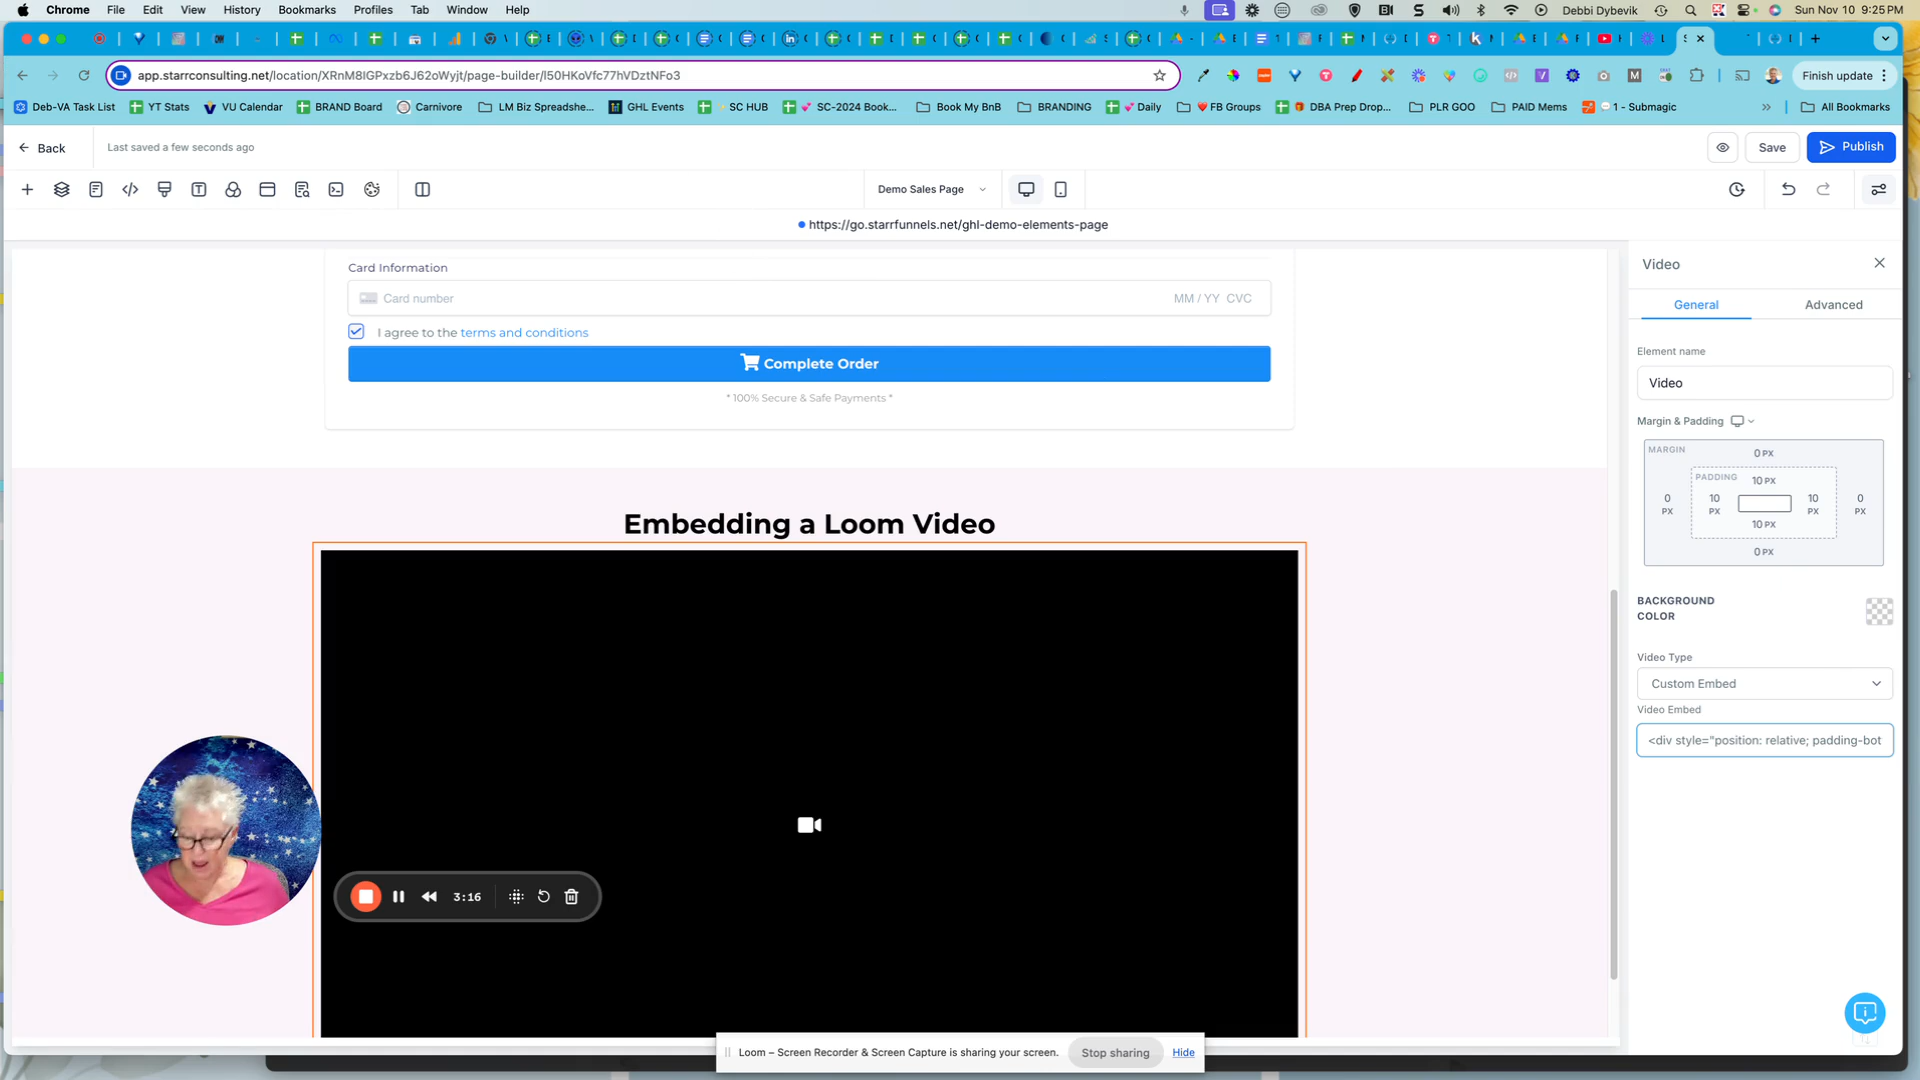 Chrome File Edit View History Bookmarks Profiles Tab Window Help Debbi Dybevik Sun Nov 10 9:25 PM
app.starrconsulting.net/location/XRnM8IGPxzb6J62oWyjt/page-builder/l50HKoVfc77hVDztNFo3 Finish update
Deb-VA Task List YT Stats VU Calendar BRAND Board Carnivore LM Biz Spreadshe... GHL Events SC HUB SC-2024 Book... Book My BnB BRANDING Daily FB Groups DBA Prep Drop... PLR GOO PAID Mems 1 - Submagic » All Bookmarks
Back Last saved a few seconds ago Save Publish
Demo Sales Page
https://go.starrfunnels.net/ghl-demo-elements-page
Card Information
Card number MM / YY CVC
I agree to the terms and conditions
Complete Order
* 100% Secure & Safe Payments *
Embedding a Loom Video
3:16
Video
General Advanced
Element name
Video
Margin & Padding
MARGIN
0 PX
PADDING
10 PX
0 PX 10 PX 10 PX 0 PX
10 PX
0 PX
BACKGROUND COLOR
Video Type
Custom Embed
Video Embed
<div style="position: relative; padding-bot
Loom – Screen Recorder & Screen Capture is sharing your screen. Stop sharing Hide